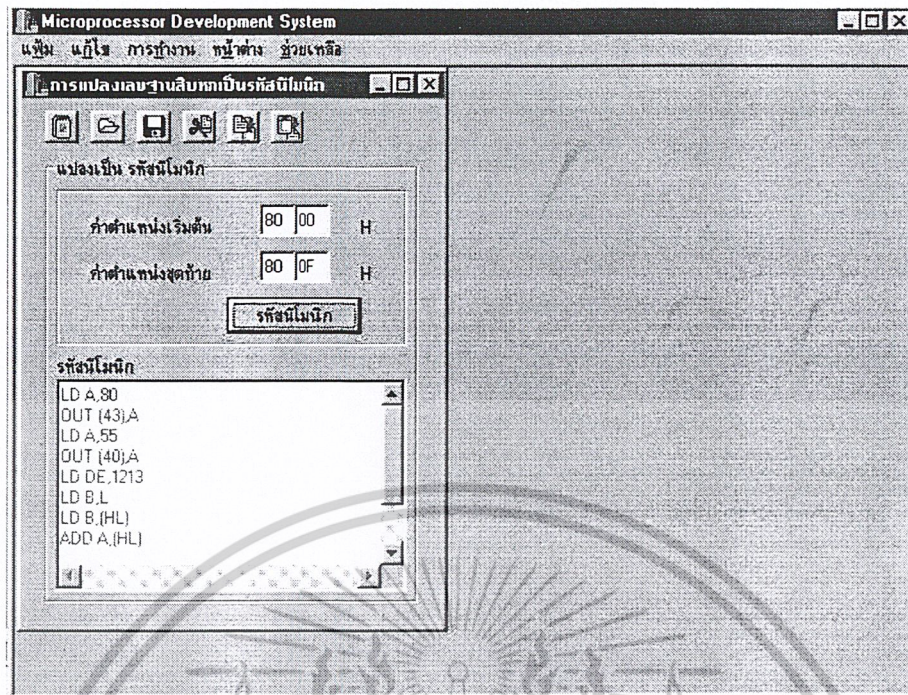 Microprocessor Development System
แฟ้ม แก้ไข การทำงาน หน้าต่าง ช่วยเหลือ
การแปลงเลขฐานสิบหกเป็นรหัสนีโมนิก
แปลงเป็น รหัสนีโมนิก
ค่าตำแหน่งเริ่มต้น 80 00 H
ค่าตำแหน่งสุดท้าย 80 0F H
รหัสนีโมนิก
รหัสนีโมนิก
LD A,80
OUT (43),A
LD A,55
OUT (40),A
LD DE,1213
LD B,L
LD B,(HL)
ADD A,(HL)